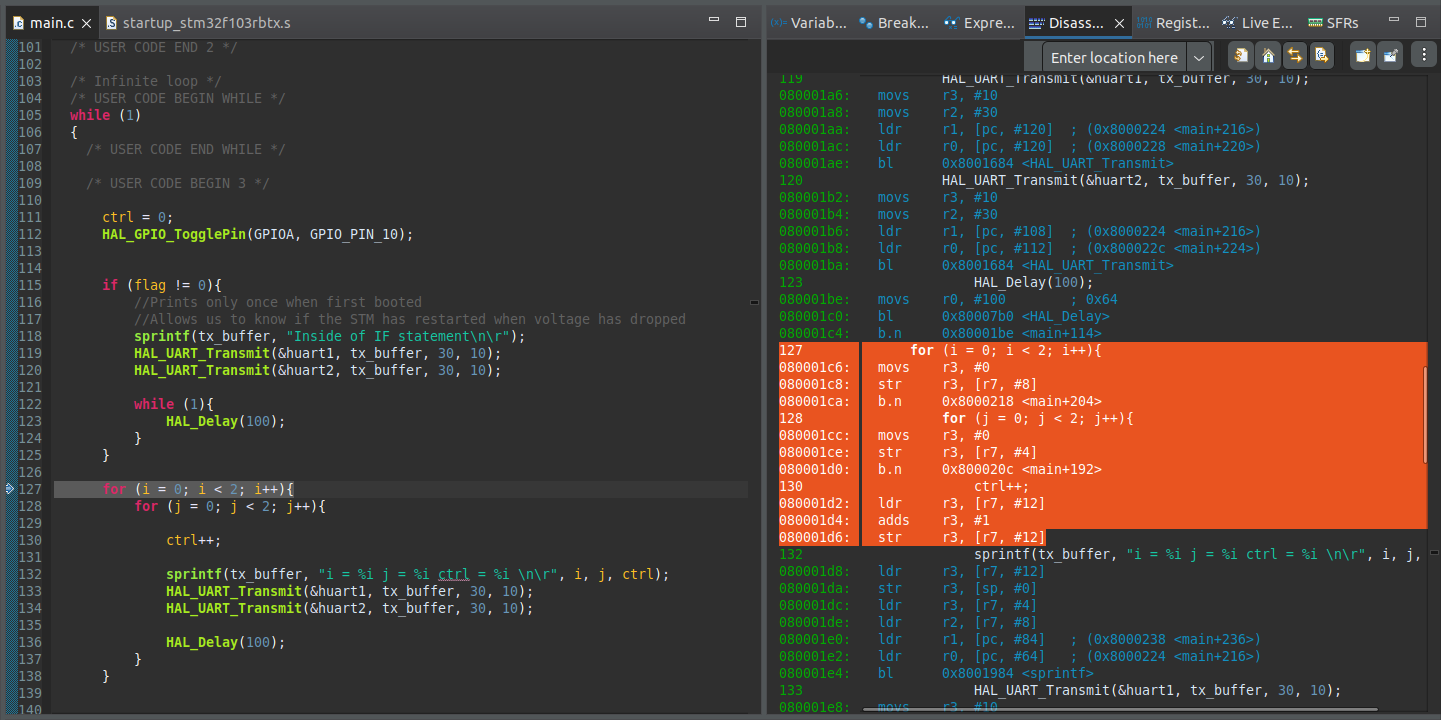 main.c
startup_stm32f103rbtx.s
101 /* USER CODE END 2 */
102
103 /* Infinite loop */
104 /* USER CODE BEGIN WHILE */
105 while (1)
106 {
107 /* USER CODE END WHILE */
108
109 /* USER CODE BEGIN 3 */
110
111 ctrl = 0;
112 HAL_GPIO_TogglePin(GPIOA, GPIO_PIN_10);
113
114
115 if (flag != 0){
116 //Prints only once when first booted
117 //Allows us to know if the STM has restarted when voltage has dropped
118 sprintf(tx_buffer, "Inside of IF statement\n\r");
119 HAL_UART_Transmit(&huart1, tx_buffer, 30, 10);
120 HAL_UART_Transmit(&huart2, tx_buffer, 30, 10);
121
122 while (1){
123 HAL_Delay(100);
124 }
125 }
126
127 for (i = 0; i < 2; i++){
128 for (j = 0; j < 2; j++){
129
130 ctrl++;
131
132 sprintf(tx_buffer, "i = %i j = %i ctrl = %i \n\r", i, j, ctrl);
133 HAL_UART_Transmit(&huart1, tx_buffer, 30, 10);
134 HAL_UART_Transmit(&huart2, tx_buffer, 30, 10);
135
136 HAL_Delay(100);
137 }
138 }
139
140
Variab...
Break...
Expre...
Disass...
Regist...
Live E...
SFRs
Enter location here
119 HAL_UART_Transmit(&huart1, tx_buffer, 30, 10);
080001a6: movs r3, #10
080001a8: movs r2, #30
080001aa: ldr r1, [pc, #120] ; (0x8000224 <main+216>)
080001ac: ldr r0, [pc, #120] ; (0x8000228 <main+220>)
080001ae: bl 0x8001684 <HAL_UART_Transmit>
120 HAL_UART_Transmit(&huart2, tx_buffer, 30, 10);
080001b2: movs r3, #10
080001b4: movs r2, #30
080001b6: ldr r1, [pc, #108] ; (0x8000224 <main+216>)
080001b8: ldr r0, [pc, #112] ; (0x800022c <main+224>)
080001ba: bl 0x8001684 <HAL_UART_Transmit>
123 HAL_Delay(100);
080001be: movs r0, #100 ; 0x64
080001c0: bl 0x80007b0 <HAL_Delay>
080001c4: b.n 0x80001be <main+114>
127 for (i = 0; i < 2; i++){
080001c6: movs r3, #0
080001c8: str r3, [r7, #8]
080001ca: b.n 0x8000218 <main+204>
128 for (j = 0; j < 2; j++){
080001cc: movs r3, #0
080001ce: str r3, [r7, #4]
080001d0: b.n 0x800020c <main+192>
130 ctrl++;
080001d2: ldr r3, [r7, #12]
080001d4: adds r3, #1
080001d6: str r3, [r7, #12]
132 sprintf(tx_buffer, "i = %i j = %i ctrl = %i \n\r", i, j,
080001d8: ldr r3, [r7, #12]
080001da: str r3, [sp, #0]
080001dc: ldr r3, [r7, #4]
080001de: ldr r2, [r7, #8]
080001e0: ldr r1, [pc, #84] ; (0x8000238 <main+236>)
080001e2: ldr r0, [pc, #64] ; (0x8000224 <main+216>)
080001e4: bl 0x8001984 <sprintf>
133 HAL_UART_Transmit(&huart1, tx_buffer, 30, 10);
080001e8: movs r3, #10